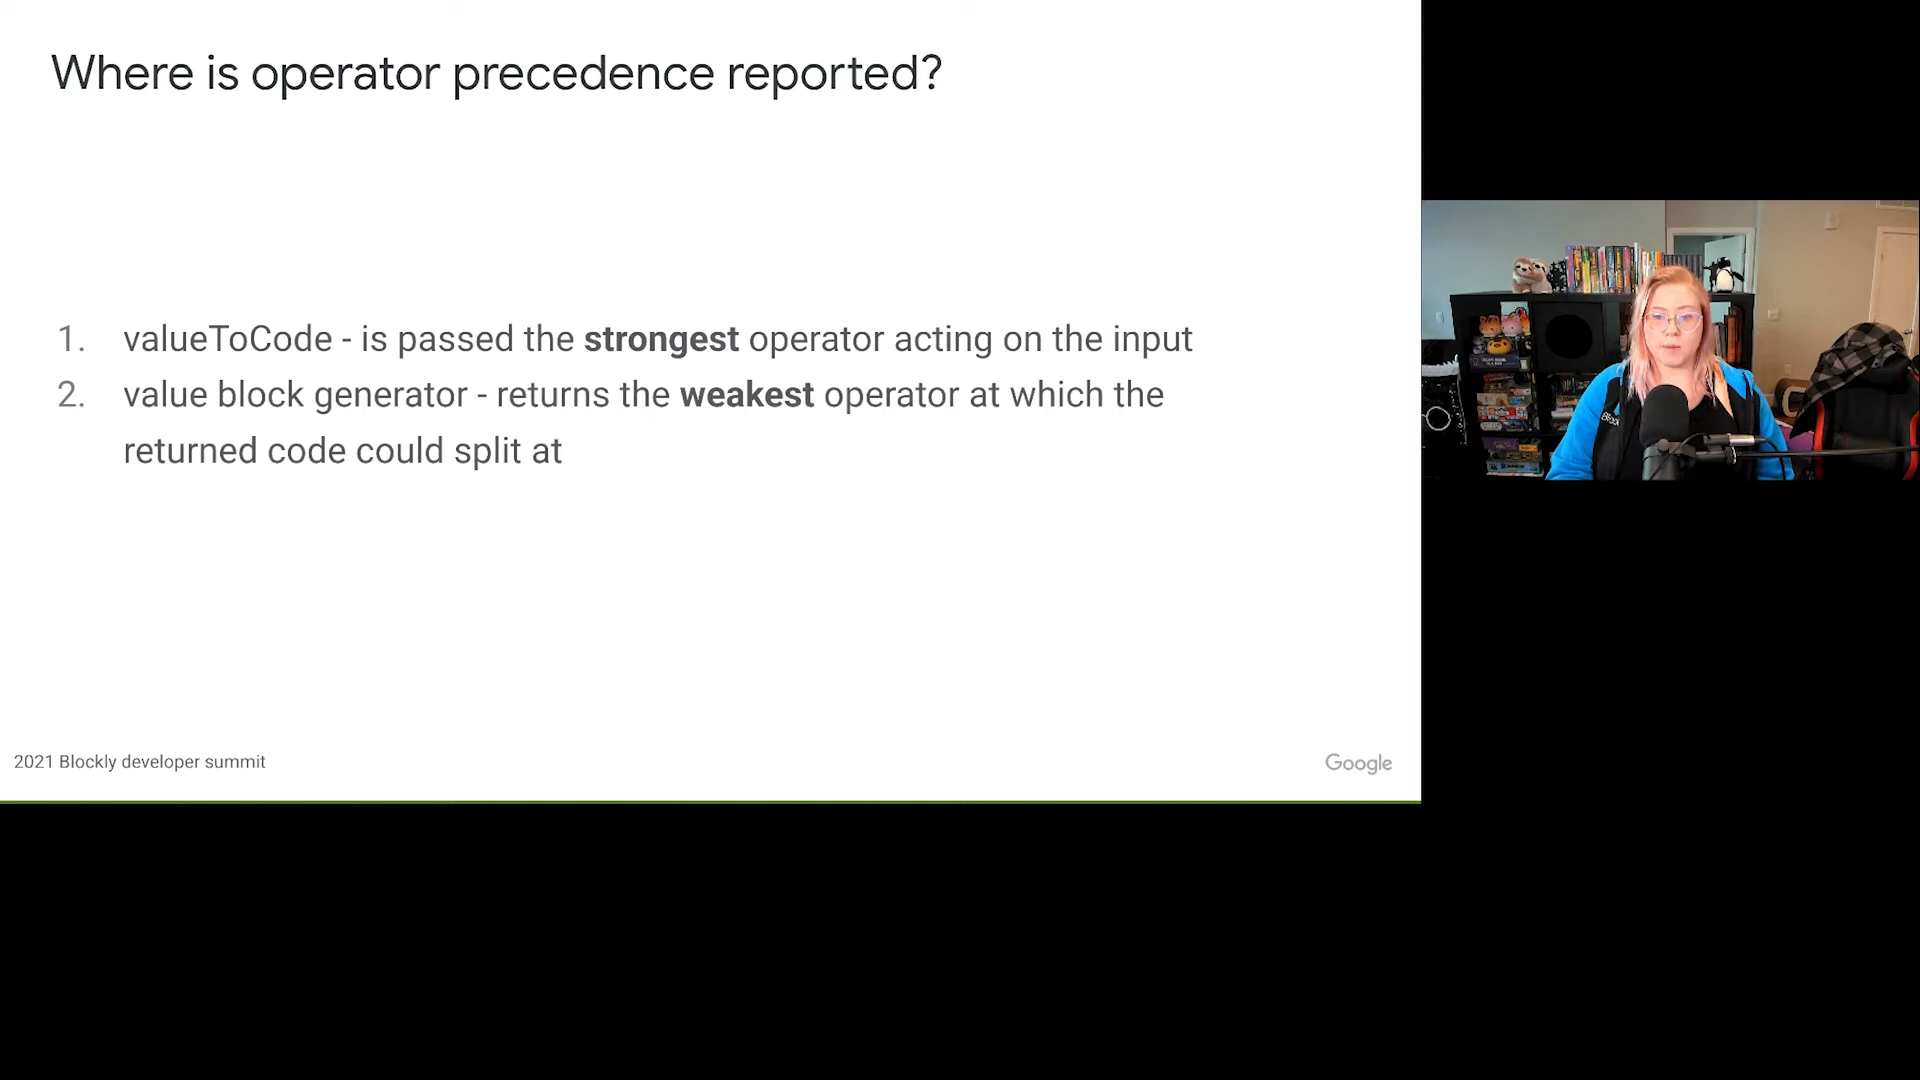 Where is operator precedence reported?
1. valueToCode - is passed the strongest operator acting on the input
2. value block generator - returns the weakest operator at which the
returned code could split at
2021 Blockly developer summit
Google